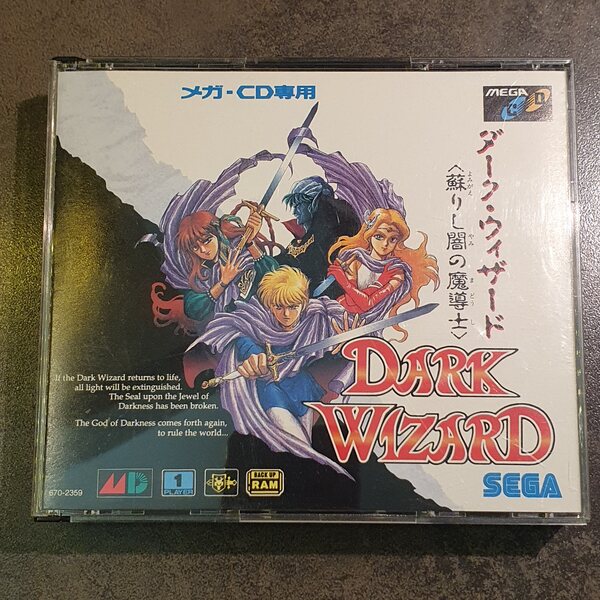 メガ・CD専用
MEGA
CD
ダーク・ウィザード
〈蘇りし闇の魔導士〉
よみがえ
やみ
まどうし
DARK
WIZARD
If the Dark Wizard returns to life,
all light will be extinguished.
The Seal upon the Jewel of
Darkness has been broken.
The God of Darkness comes forth again,
to rule the world...
670-2359
MD
1
PLAYER
BACK UP
RAM
SEGA